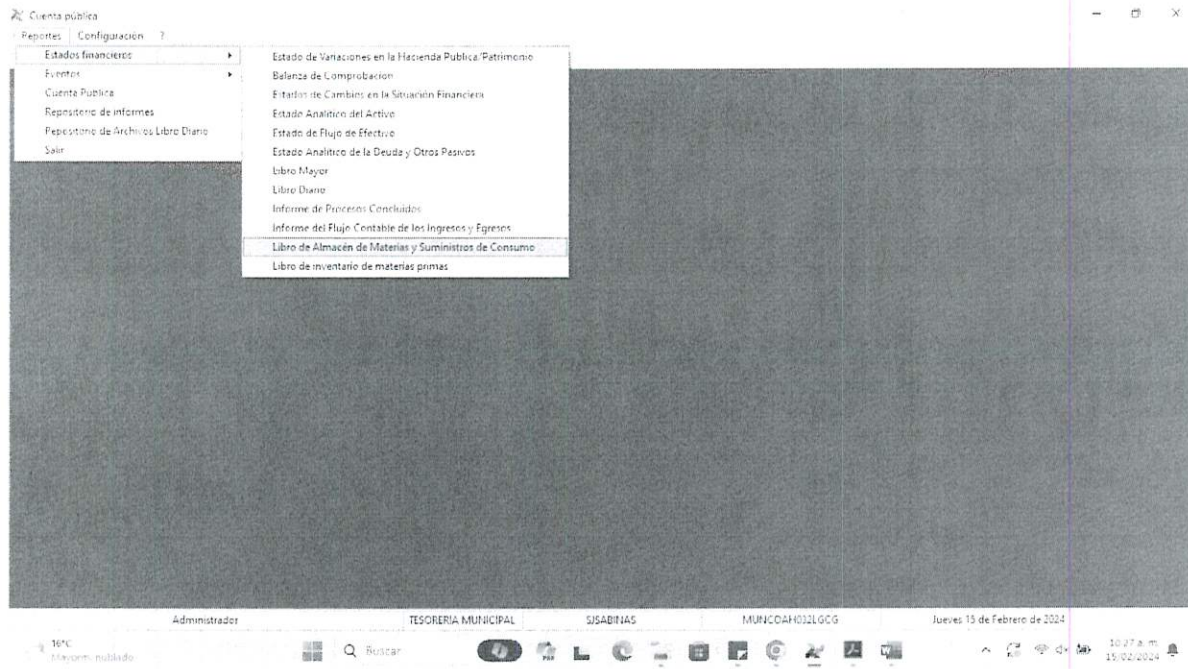 Cuenta pública
Reportes Configuración ?
Estados financieros
Eventos
Cuenta Publica
Repositorio de informes
Repositorio de Archivos Libro Diario
Salir
Estado de Variaciones en la Hacienda Publica/Patrimonio
Balanza de Comprobacion
Estados de Cambios en la Situación Financiera
Estado Analitico del Activo
Estado de Flujo de Efectivo
Estado Analitico de la Deuda y Otros Pasivos
Libro Mayor
Libro Diario
Informe de Procesos Concluidos
Informe del Flujo Contable de los Ingresos y Egresos
Libro de Almacén de Materias y Suministros de Consumo
Libro de inventario de materias primas
Administrador TESORERIA MUNICIPAL SJSABINAS MUNCOAH032LGCG Jueves 15 de Febrero de 2024
16°C
Mayorm. nublado
Buscar
10:27 a. m.
15/02/2024